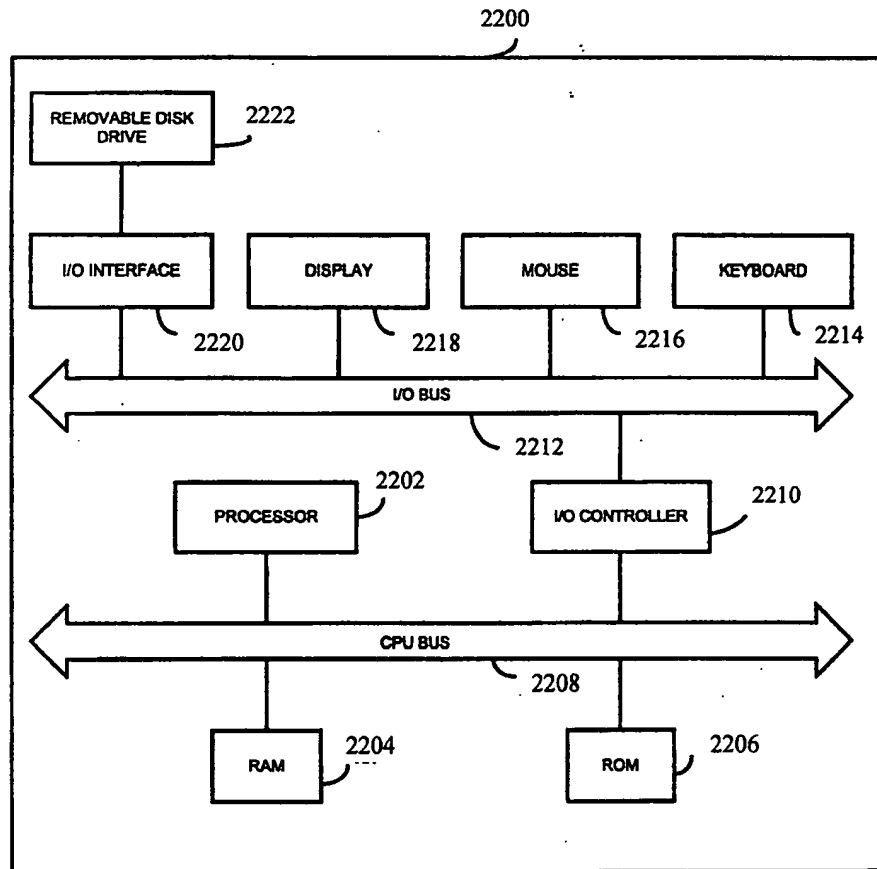 2200
REMOVABLE DISK
DRIVE
2222
I/O INTERFACE
DISPLAY
MOUSE
KEYBOARD
2220
2218
2216
2214
I/O BUS
2212
2202
PROCESSOR
I/O CONTROLLER
2210
CPU BUS
2208
RAM
2204
ROM
2206